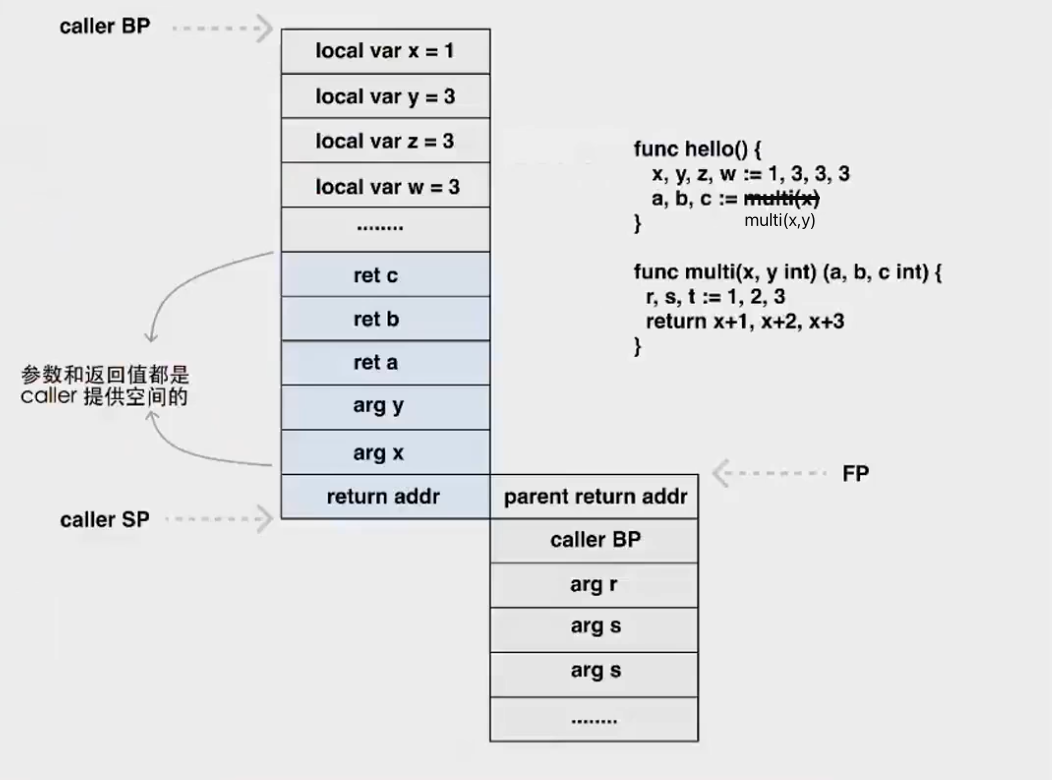 caller BP
local var x = 1
local var y = 3
local var z = 3
local var w = 3
........
ret c
ret b
ret a
arg y
arg x
return addr
参数和返回值都是
caller 提供空间的
caller SP
func hello() {
x, y, z, w := 1, 3, 3, 3
a, b, c := multi(x)
multi(x,y)
}
func multi(x, y int) (a, b, c int) {
r, s, t := 1, 2, 3
return x+1, x+2, x+3
}
FP
parent return addr
caller BP
arg r
arg s
arg s
........